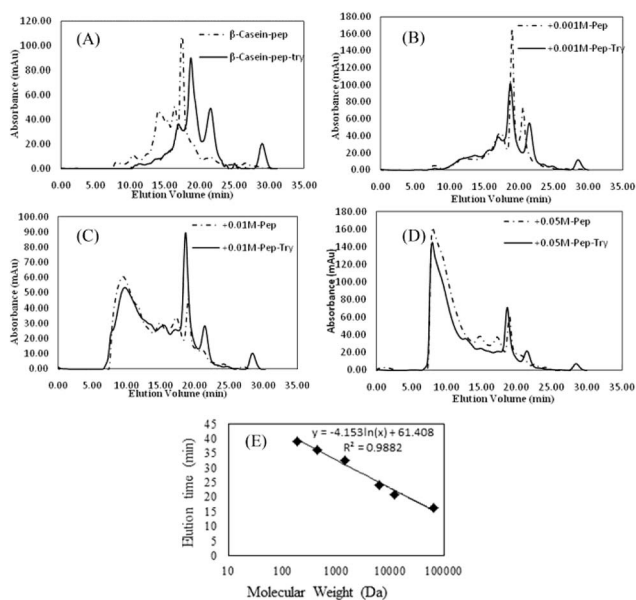 (A)
β-Casein-pep
β-Casein-pep-try
Absorbance (mAu)
120.00
100.00
80.00
60.00
40.00
20.00
0.00
0.00 5.00 10.00 15.00 20.00 25.00 30.00 35.00
Elution Volume (min)
(B)
+0.001M-Pep
+0.001M-Pep-Try
Absorbance (mAu)
180.00
160.00
140.00
120.00
100.00
80.00
60.00
40.00
20.00
0.00
0.00 5.00 10.00 15.00 20.00 25.00 30.00 35.00
Elution Volume (min)
(C)
+0.01M-Pep
+0.01M-Pep-Try
Absorbance (mAu)
100.00
90.00
80.00
70.00
60.00
50.00
40.00
30.00
20.00
10.00
0.00
0.00 5.00 10.00 15.00 20.00 25.00 30.00 35.00
Elution Volume (min)
(D)
+0.05M-Pep
+0.05M-Pep-Try
Absorbance (mAu)
180.00
160.00
140.00
120.00
100.00
80.00
60.00
40.00
20.00
0.00
0.00 5.00 10.00 15.00 20.00 25.00 30.00 35.00
Elution Volume (min)
(E)
y = -4.153ln(x) + 61.408
R² = 0.9882
Elution time (min)
45
40
35
30
25
20
15
10
5
0
10 100 1000 10000 100000
Molecular Weight (Da)